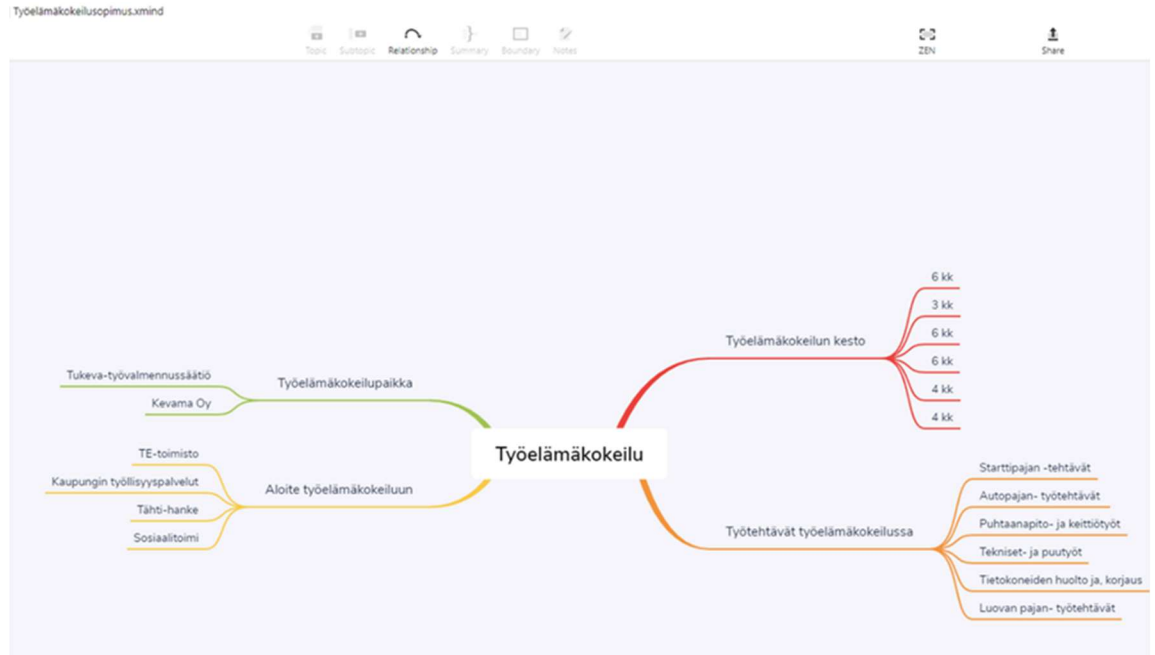 Työelämäkokeilusopimus.xmind
Topic
Subtopic
Relationship
Summary
Boundary
Notes
ZEN
Share
Työelämäkokeilu
Työelämäkokeilun kesto
6 kk
3 kk
6 kk
6 kk
4 kk
4 kk
Työtehtävät työelämäkokeilussa
Starttipajan -tehtävät
Autopajan- työtehtävät
Puhtaanapito- ja keittiötyöt
Tekniset- ja puutyöt
Tietokoneiden huolto ja, korjaus
Luovan pajan- työtehtävät
Työelämäkokeilupaikka
Tukeva-työvalmennussäätiö
Kevama Oy
Aloite työelämäkokeiluun
TE-toimisto
Kaupungin työllisyyspalvelut
Tähti-hanke
Sosiaalitoimi